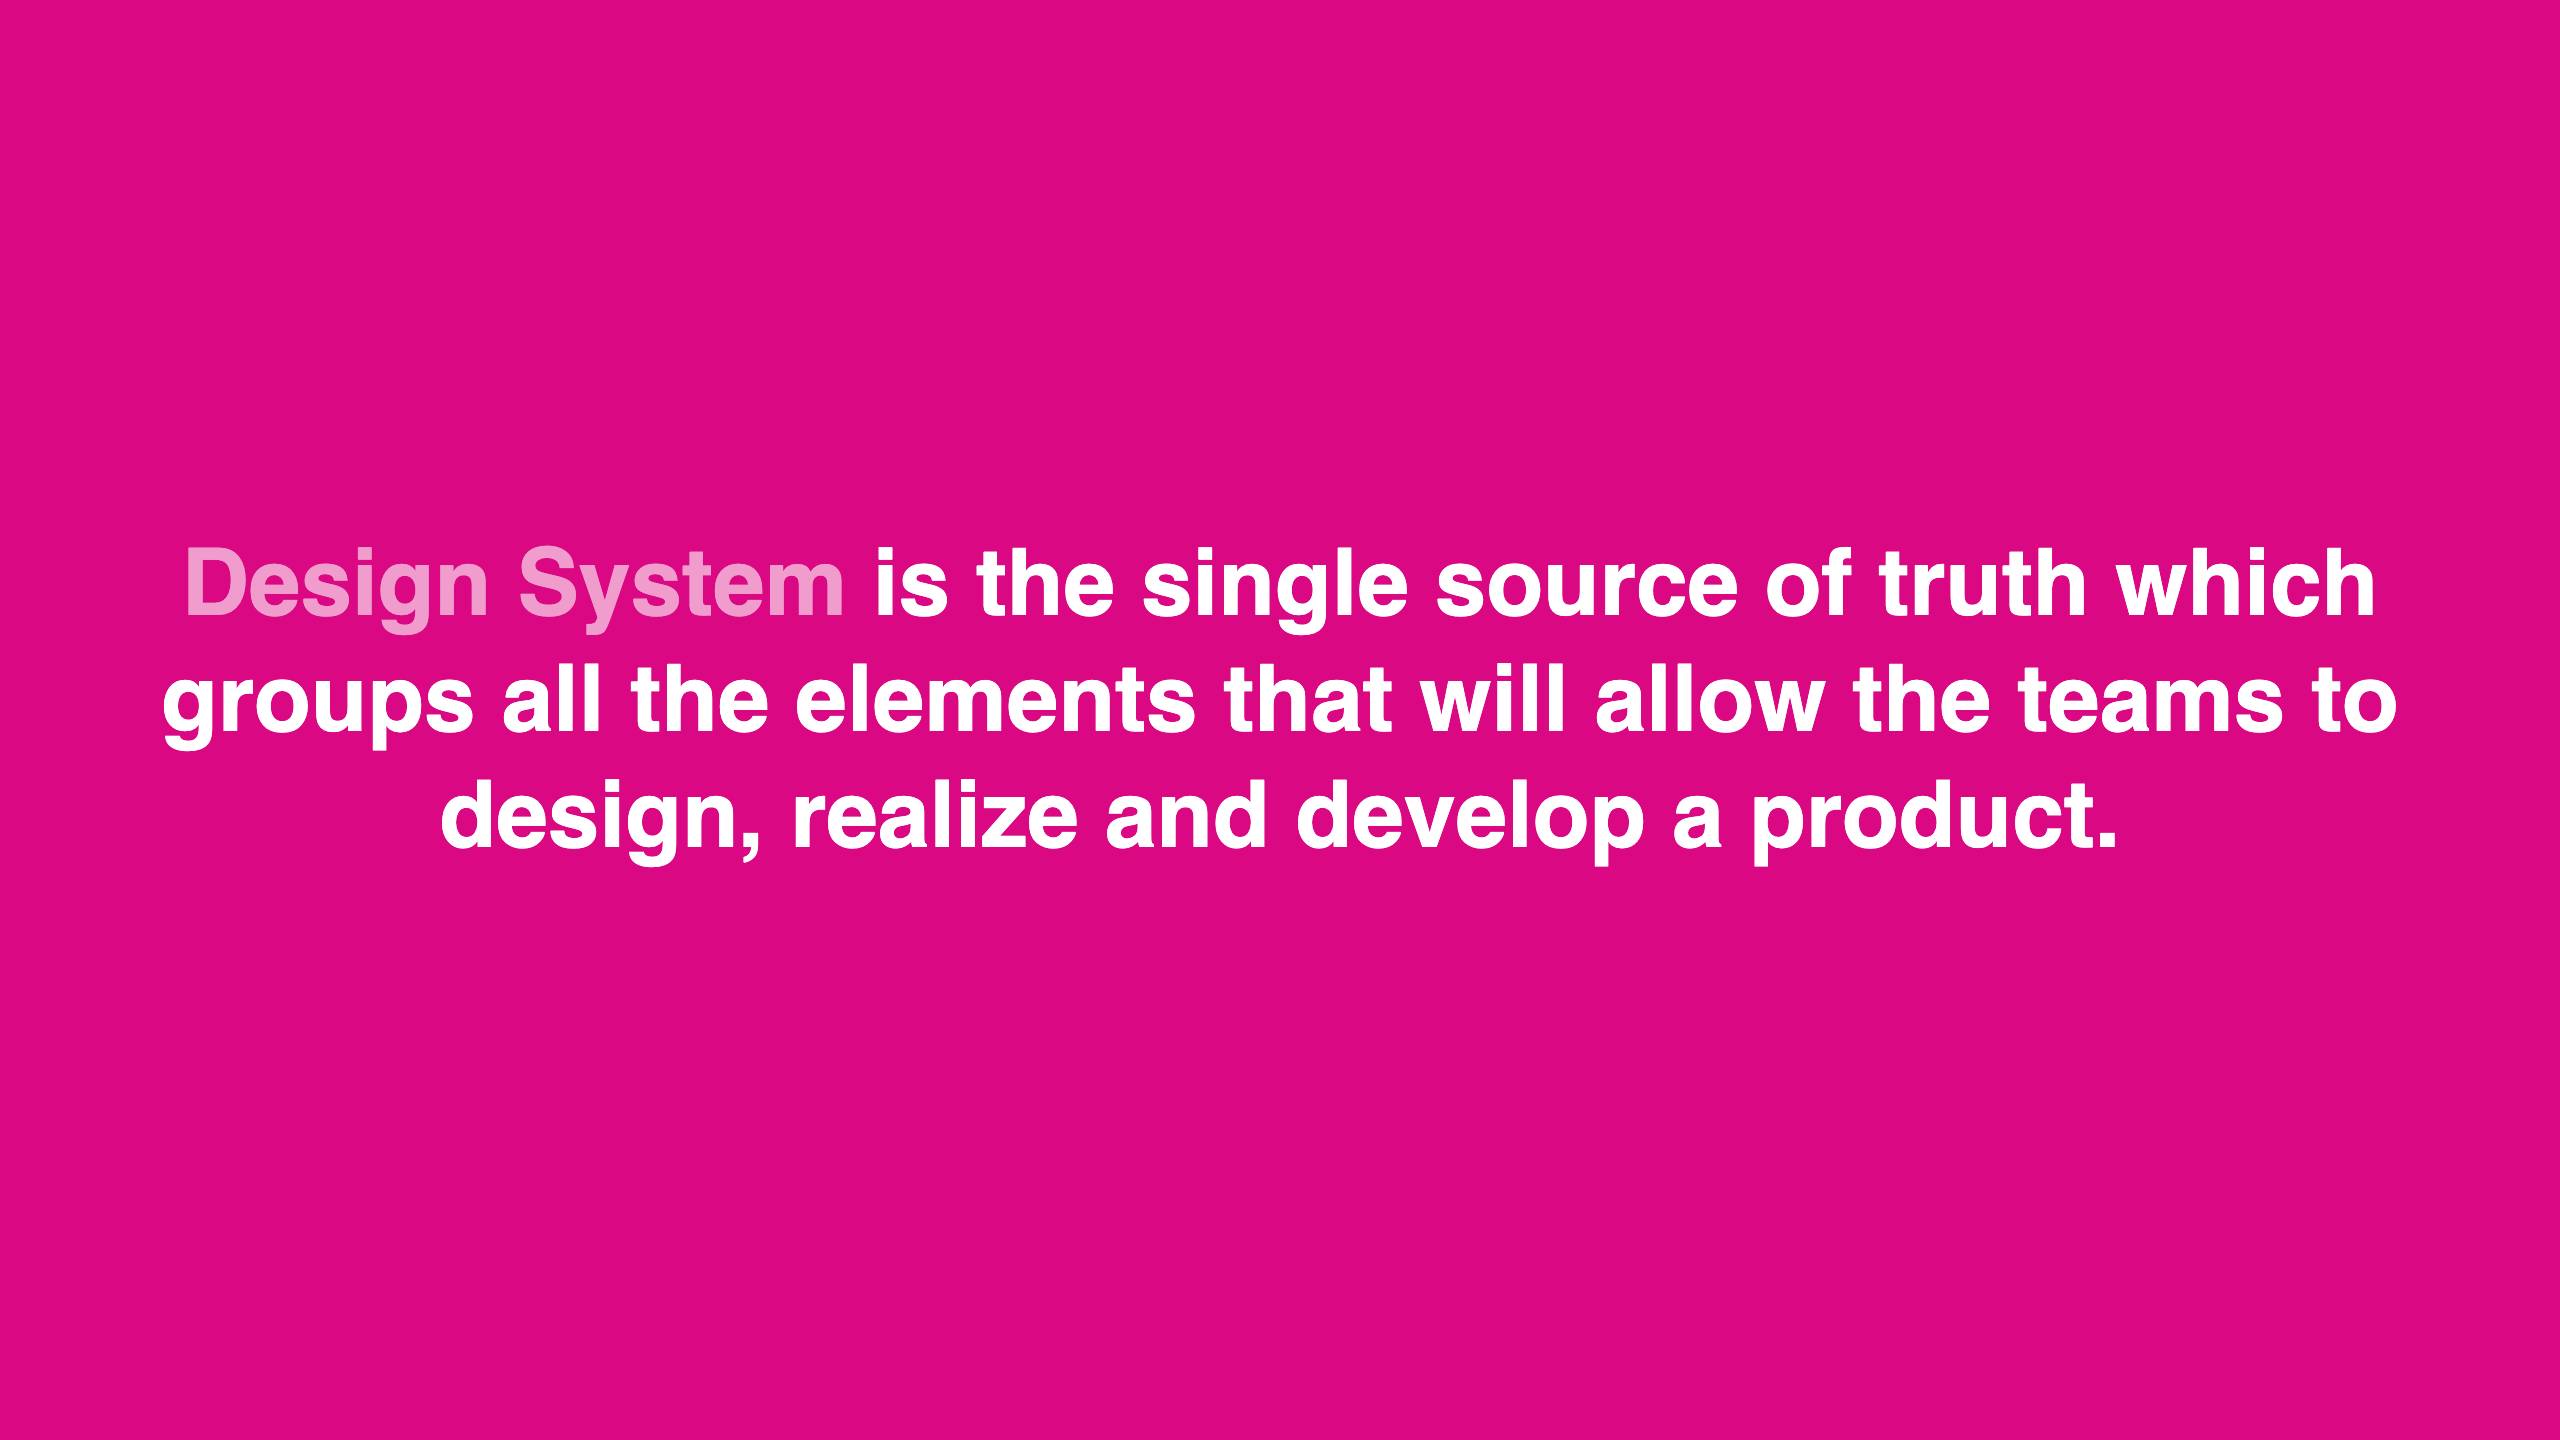 Design System is the single source of truth which
groups all the elements that will allow the teams to
design, realize and develop a product.